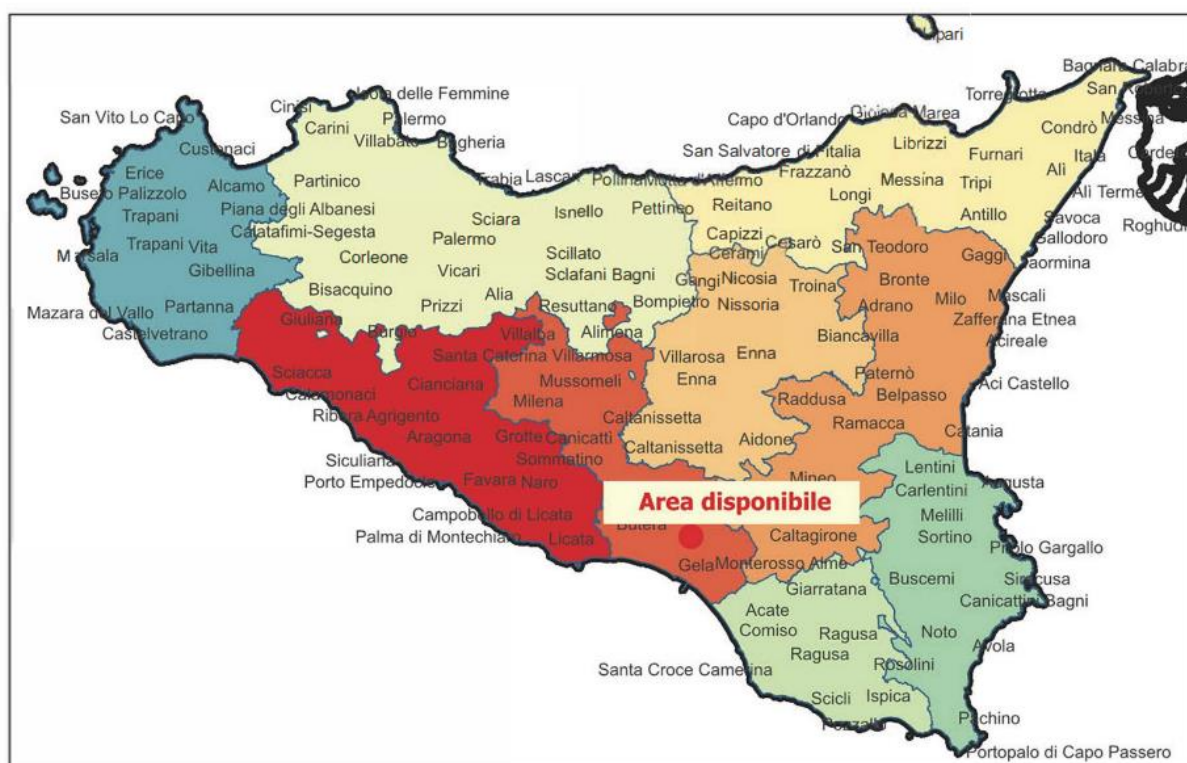 Lipari
Bagnara Calabra
San Roberto
Isola delle Femmine
Torregrotta
Cinisi
Palermo
Gioiosa Marea
Messina
San Vito Lo Capo
Carini
Capo d'Orlando
Condrò
Villabate
Bagheria
Librizzi
Custonaci
San Salvatore di Fitalia
Furnari
Itala
Erice
Trabia
Lascari
Pollina
Motta d'Affermo
Frazzanò
Alì
Buseto Palizzolo
Alcamo
Partinico
Messina
Tripi
Alì Terme
Trapani
Piana degli Albanesi
Sciara
Isnello
Pettineo
Reitano
Longi
Antillo
Savoca
Roghudi
Calatafimi-Segesta
Palermo
Capizzi
Cesarò
San Teodoro
Gallodoro
Trapani
Vita
Corleone
Scillato
Cerami
Gaggi
Taormina
Marsala
Gibellina
Vicari
Sclafani Bagni
Gangi
Nicosia
Troina
Bronte
Bisacquino
Alia
Bompietro
Nissoria
Adrano
Milo
Mascali
Mazara del Vallo
Partanna
Prizzi
Resuttano
Zafferana Etnea
Castelvetrano
Giuliana
Burgio
Villalba
Alimena
Biancavilla
Acireale
Santa Caterina Villarmosa
Villarosa
Enna
Sciacca
Cianciana
Mussomeli
Enna
Paternò
Aci Castello
Calamonaci
Milena
Raddusa
Belpasso
Ribera
Agrigento
Caltanissetta
Ramacca
Catania
Aragona
Grotte
Canicattì
Caltanissetta
Aidone
Siculiana
Sommatino
Lentini
Porto Empedocle
Favara
Naro
Mineo
Carlentini
Augusta
Area disponibile
Campobello di Licata
Butera
Melilli
Palma di Montechiaro
Licata
Caltagirone
Sortino
Priolo Gargallo
Gela
Monterosso Almo
Buscemi
Siracusa
Giarratana
Canicattini Bagni
Acate
Comiso
Ragusa
Noto
Avola
Ragusa
Santa Croce Camerina
Rosolini
Scicli
Ispica
Pozzallo
Pachino
Portopalo di Capo Passero